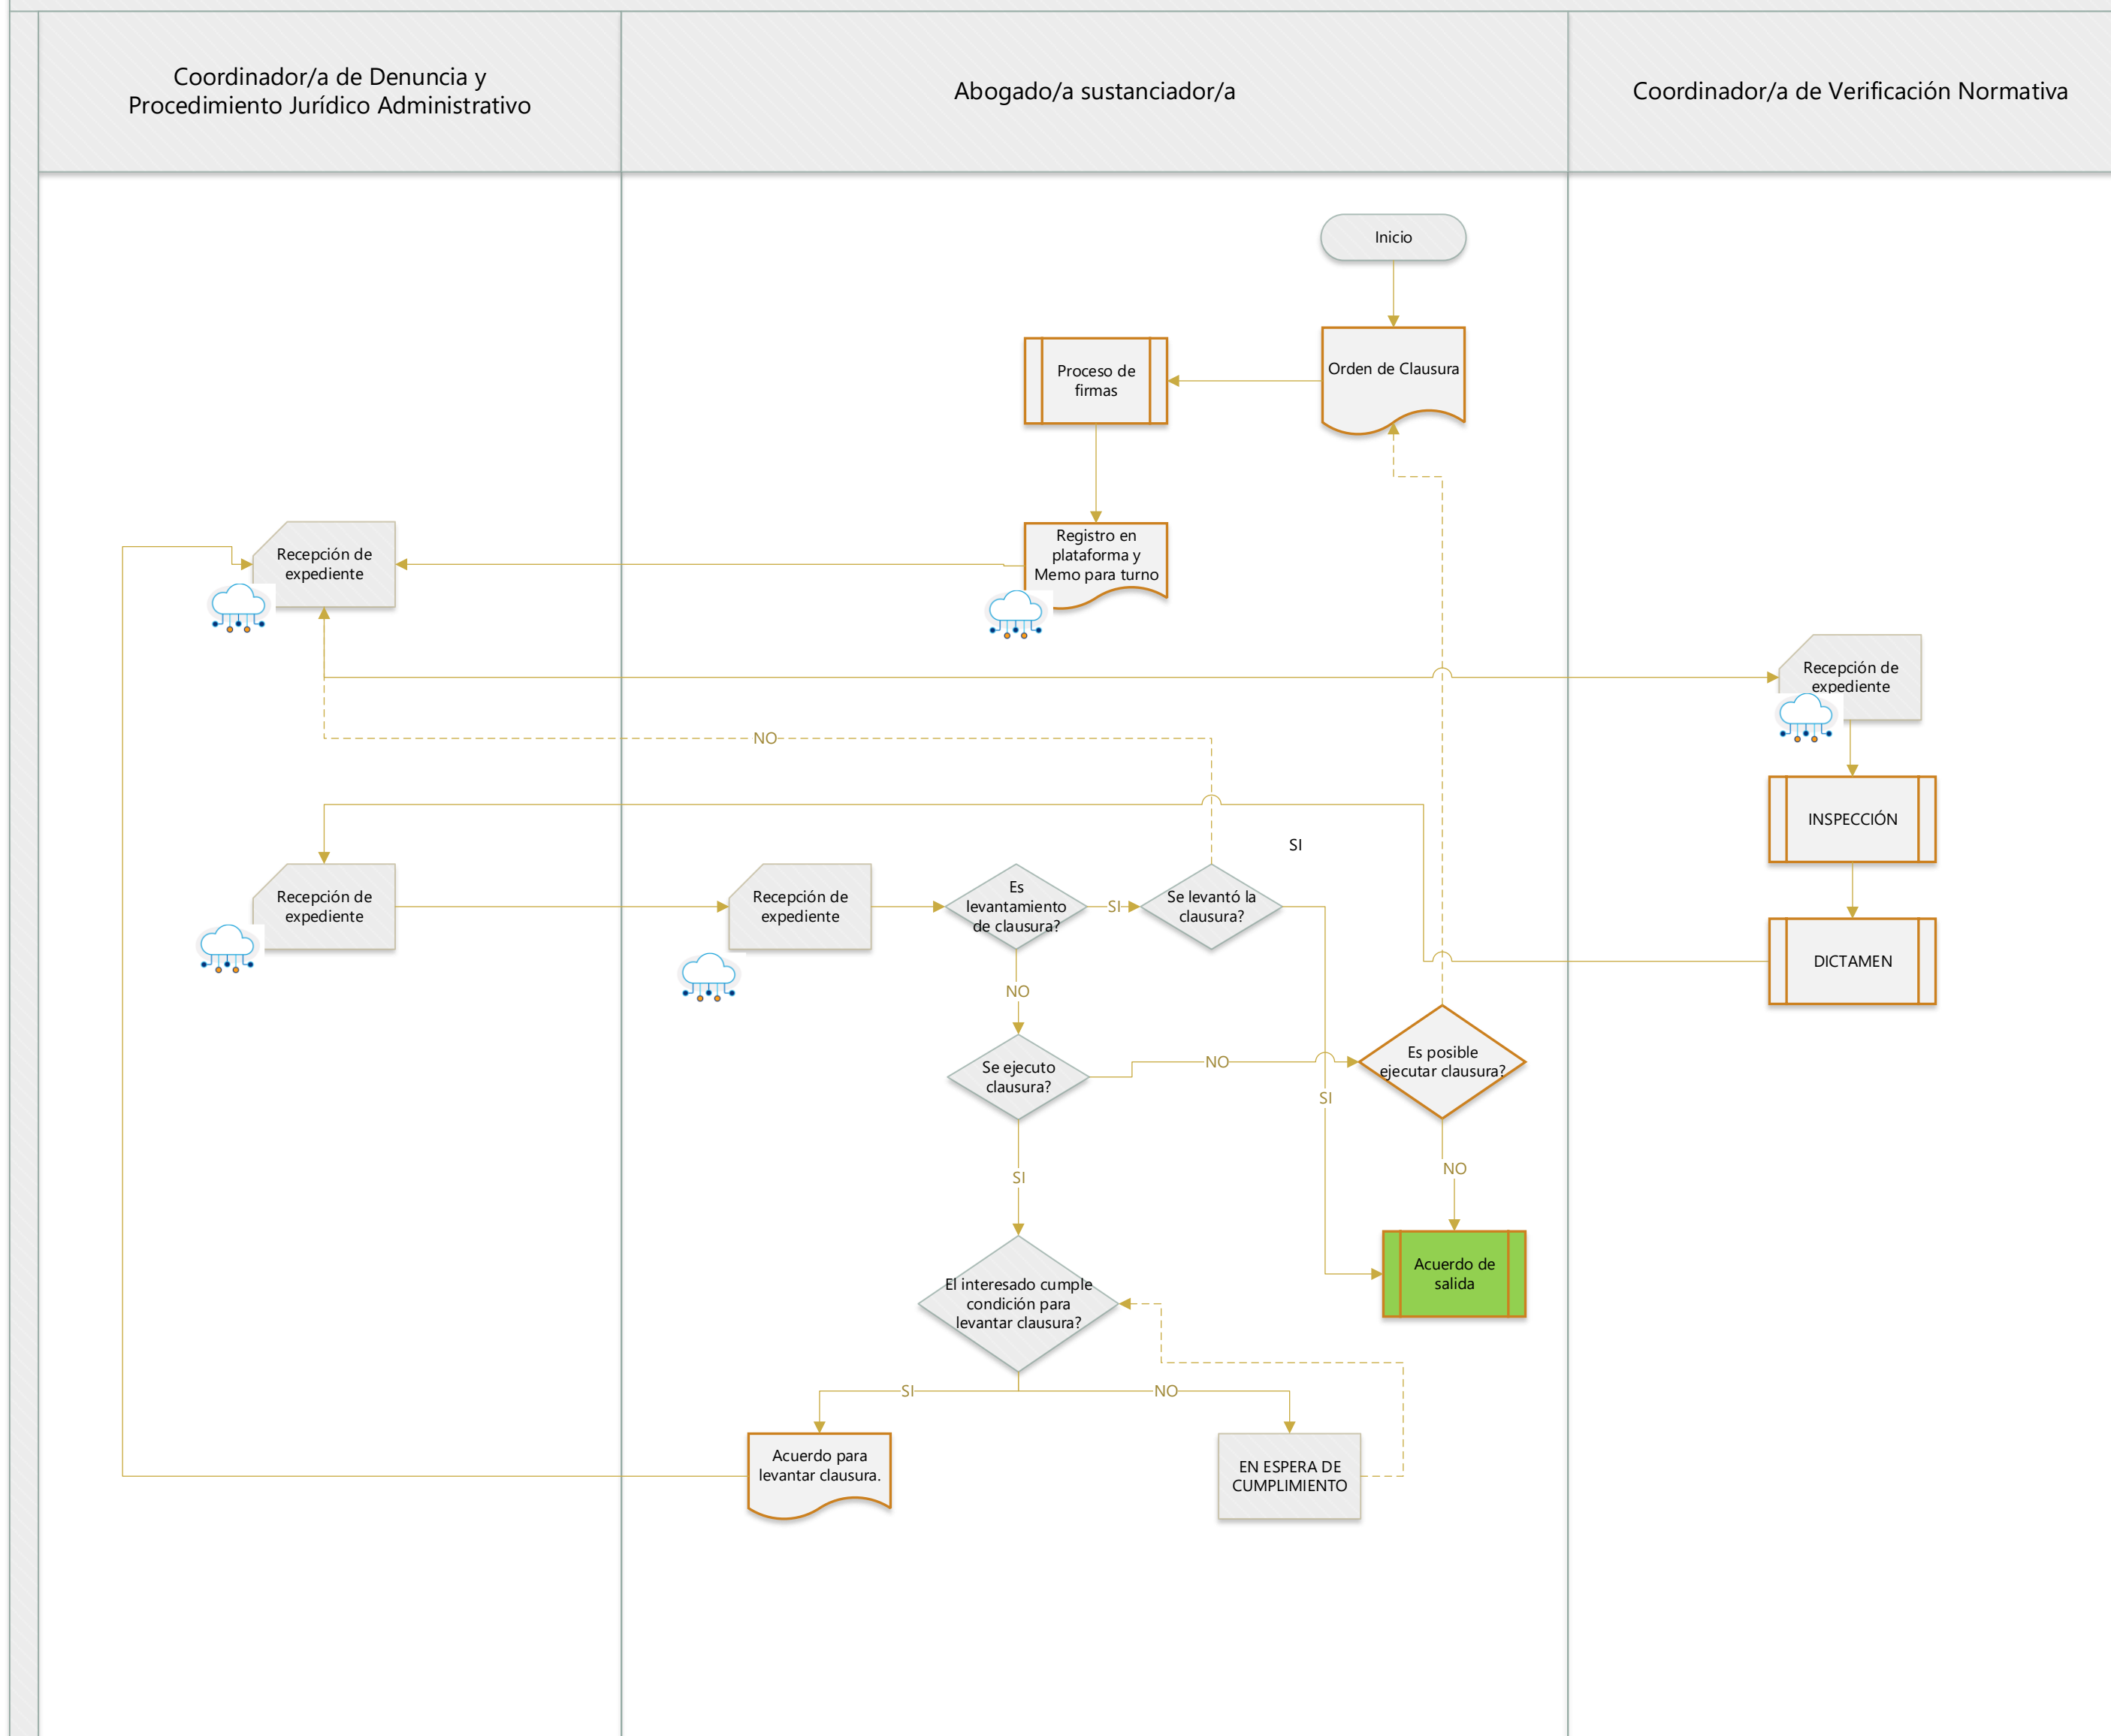 Coordinador/a de Denuncia y
Procedimiento Jurídico Administrativo
Abogado/a sustanciador/a
Coordinador/a de Verificación Normativa
Inicio
Orden de Clausura
Proceso de
firmas
Registro en
plataforma y
Memo para turno
Recepción de
expediente
Recepción de
expediente
NO
INSPECCIÓN
SI
Recepción de
expediente
Recepción de
expediente
Es
levantamiento
de clausura?
SI
Se levantó la
clausura?
DICTAMEN
NO
Se ejecuto
clausura?
NO
Es posible
ejecutar clausura?
SI
SI
NO
Acuerdo de
salida
El interesado cumple
condición para
levantar clausura?
SI
NO
Acuerdo para
levantar clausura.
EN ESPERA DE
CUMPLIMIENTO